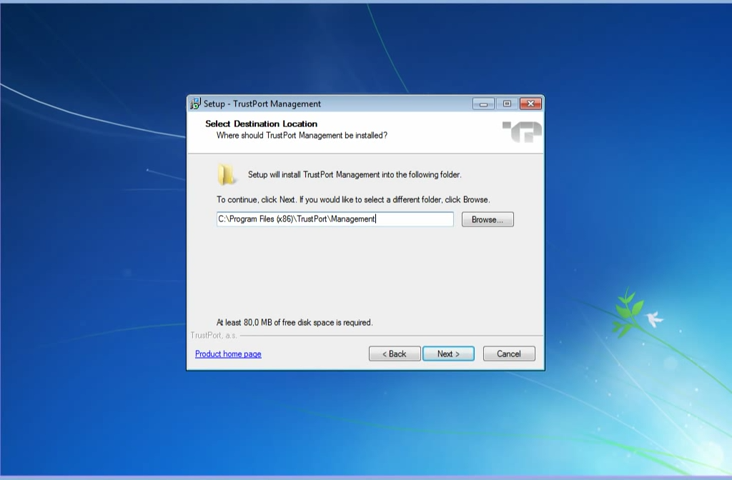 Setup - TrustPort Management
Select Destination Location
Where should TrustPort Management be installed?
Setup will install TrustPort Management into the following folder.
To continue, click Next. If you would like to select a different folder, click Browse.
C:\Program Files (x86)\TrustPort\Management
Browse...
At least 80,0 MB of free disk space is required.
TrustPort, a.s.
Product home page
< Back
Next >
Cancel